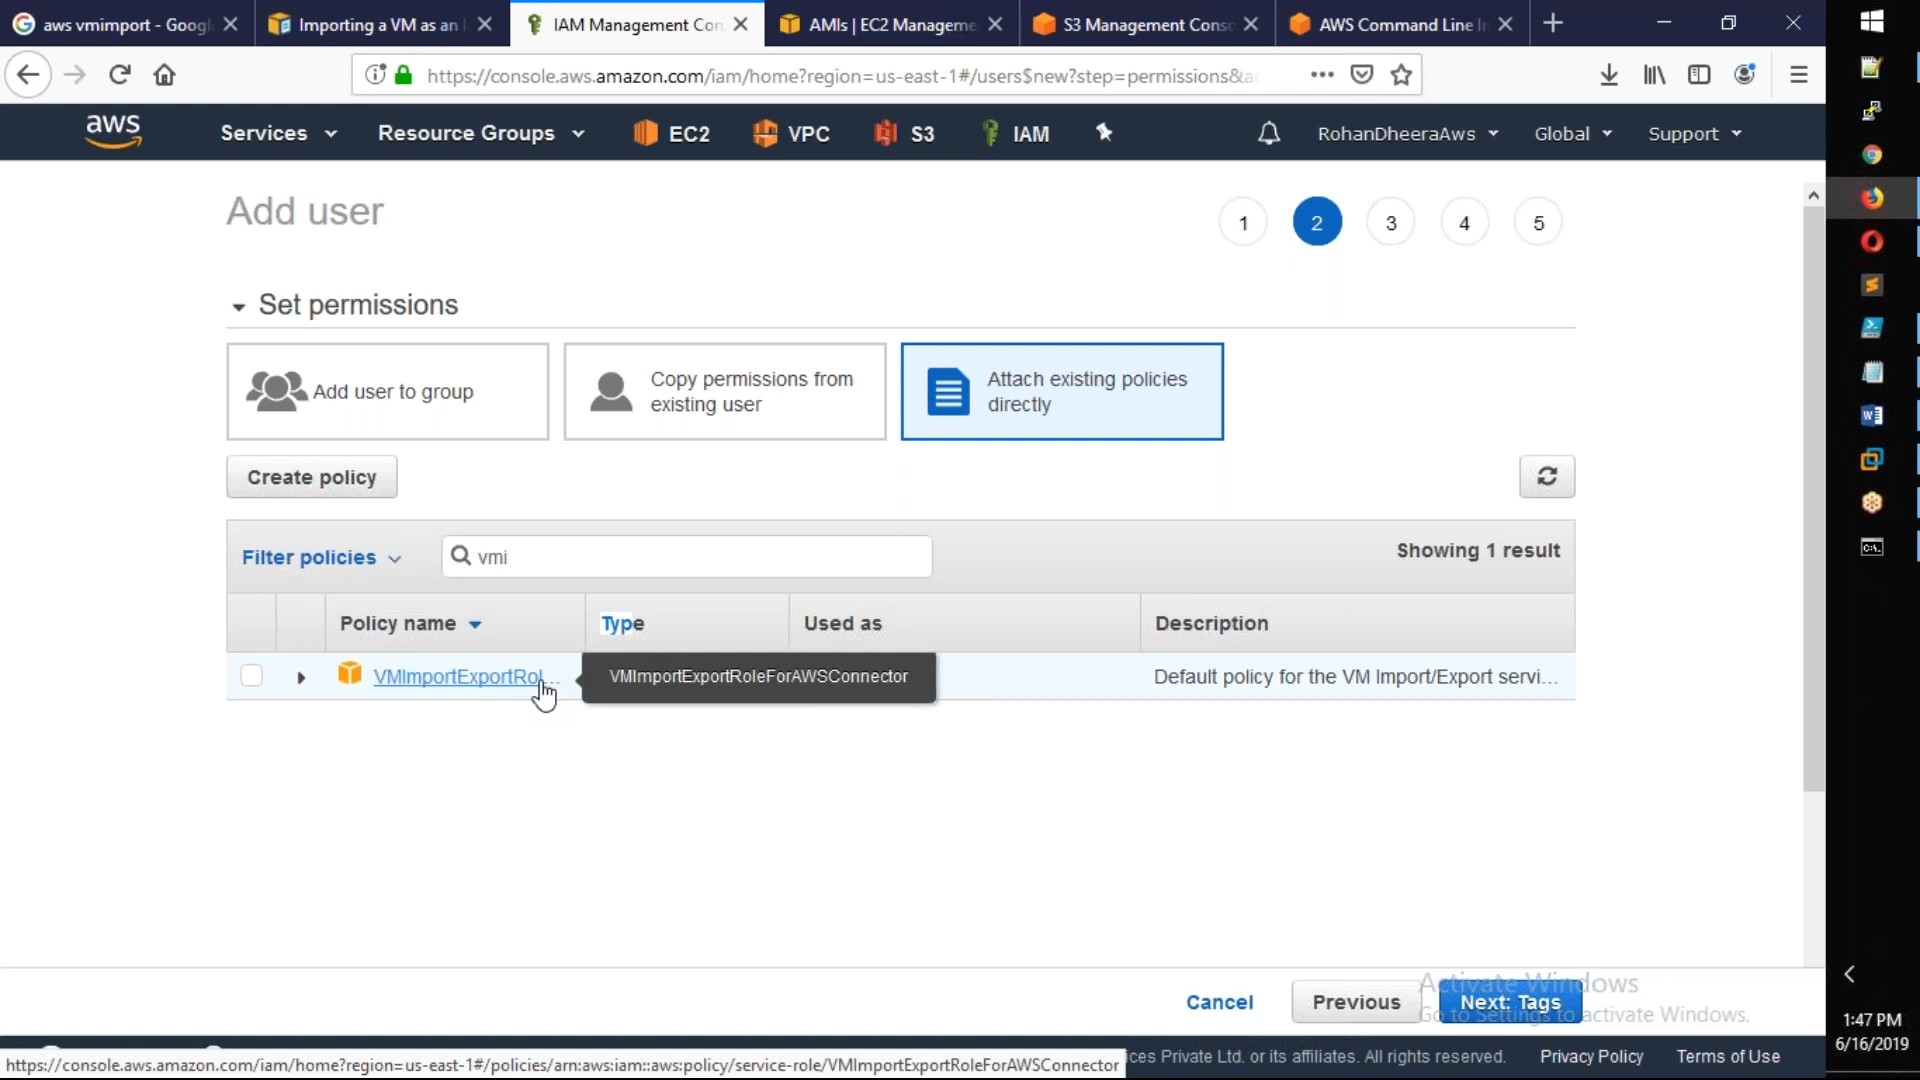 aws vmimport - Googl
Importing a VM as an
IAM Management Con
AMIs | EC2 Manageme
S3 Management Cons
AWS Command Line In
https://console.aws.amazon.com/iam/home?region=us-east-1#/users$new?step=permissions&
aws
Services
Resource Groups
EC2
VPC
S3
IAM
RohanDheeraAws
Global
Support
Add user
1
2
3
4
5
Set permissions
Add user to group
Copy permissions from
existing user
Attach existing policies
directly
Create policy
Filter policies
vmi
Showing 1 result
Policy name
Type
Used as
Description
VMImportExportRol...
VMImportExportRoleForAWSConnector
Default policy for the VM Import/Export servi...
Cancel
Previous
Next: Tags
Activate Windows
Go to Settings to activate Windows.
ices Private Ltd. or its affiliates. All rights reserved.
Privacy Policy
Terms of Use
https://console.aws.amazon.com/iam/home?region=us-east-1#/policies/arn:aws:iam::aws:policy/service-role/VMImportExportRoleForAWSConnector
1:47 PM
6/16/2019